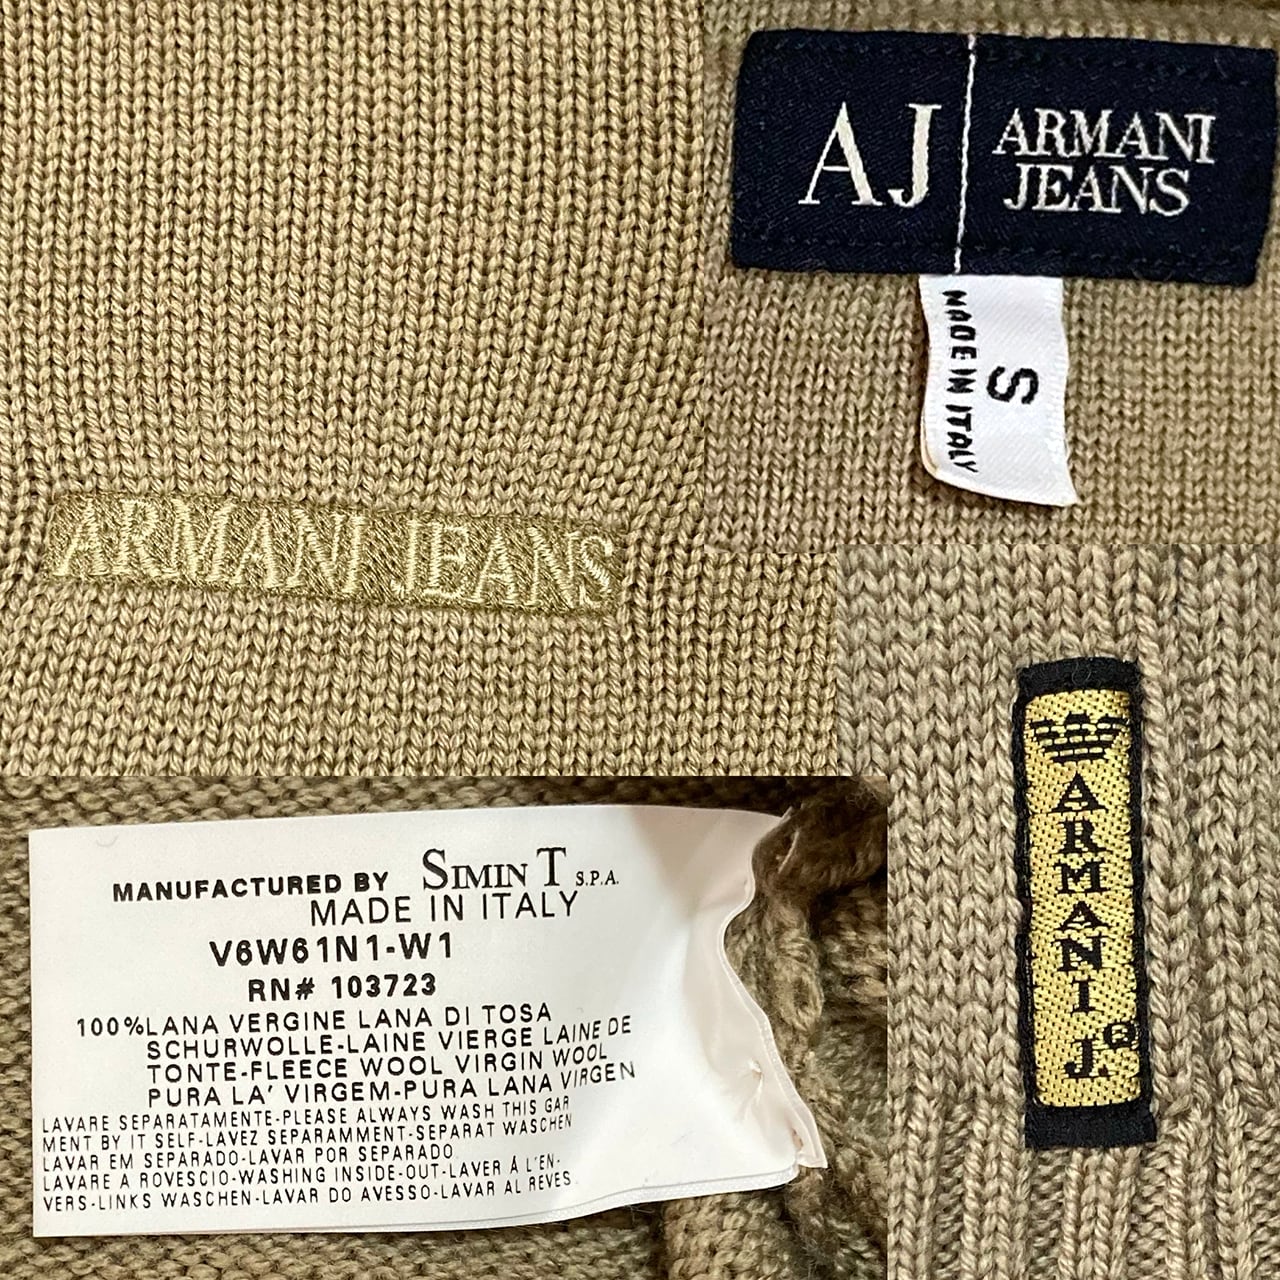 AJ
ARMANI
JEANS
MADE IN ITALY
S
ARMANI JEANS
ARMANI J.®
MANUFACTURED BY SIMIN T S.P.A.
MADE IN ITALY
V6W61N1-W1
RN# 103723
100%LANA VERGINE LANA DI TOSA
SCHURWOLLE-LAINE VIERGE LAINE DE
TONTE-FLEECE WOOL VIRGIN WOOL
PURA LA' VIRGEM-PURA LANA VIRGEN
LAVARE SEPARATAMENTE-PLEASE ALWAYS WASH THIS GAR
MENT BY IT SELF-LAVEZ SEPARAMMENT-SEPARAT WASCHEN
LAVAR EM SEPARADO-LAVAR POR SEPARADO
LAVARE A ROVESCIO-WASHING INSIDE-OUT-LAVER Á L'EN-
VERS-LINKS WASCHEN-LAVAR DO AVESSO-LAVAR AL REVES